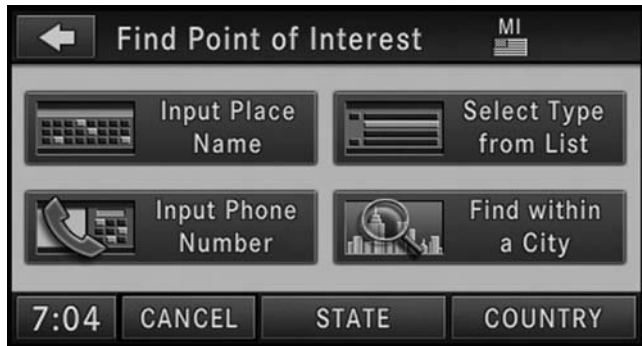 Find Point of Interest
MI
Input Place
Name
Select Type
from List
Input Phone
Number
Find within
a City
7:04
CANCEL
STATE
COUNTRY